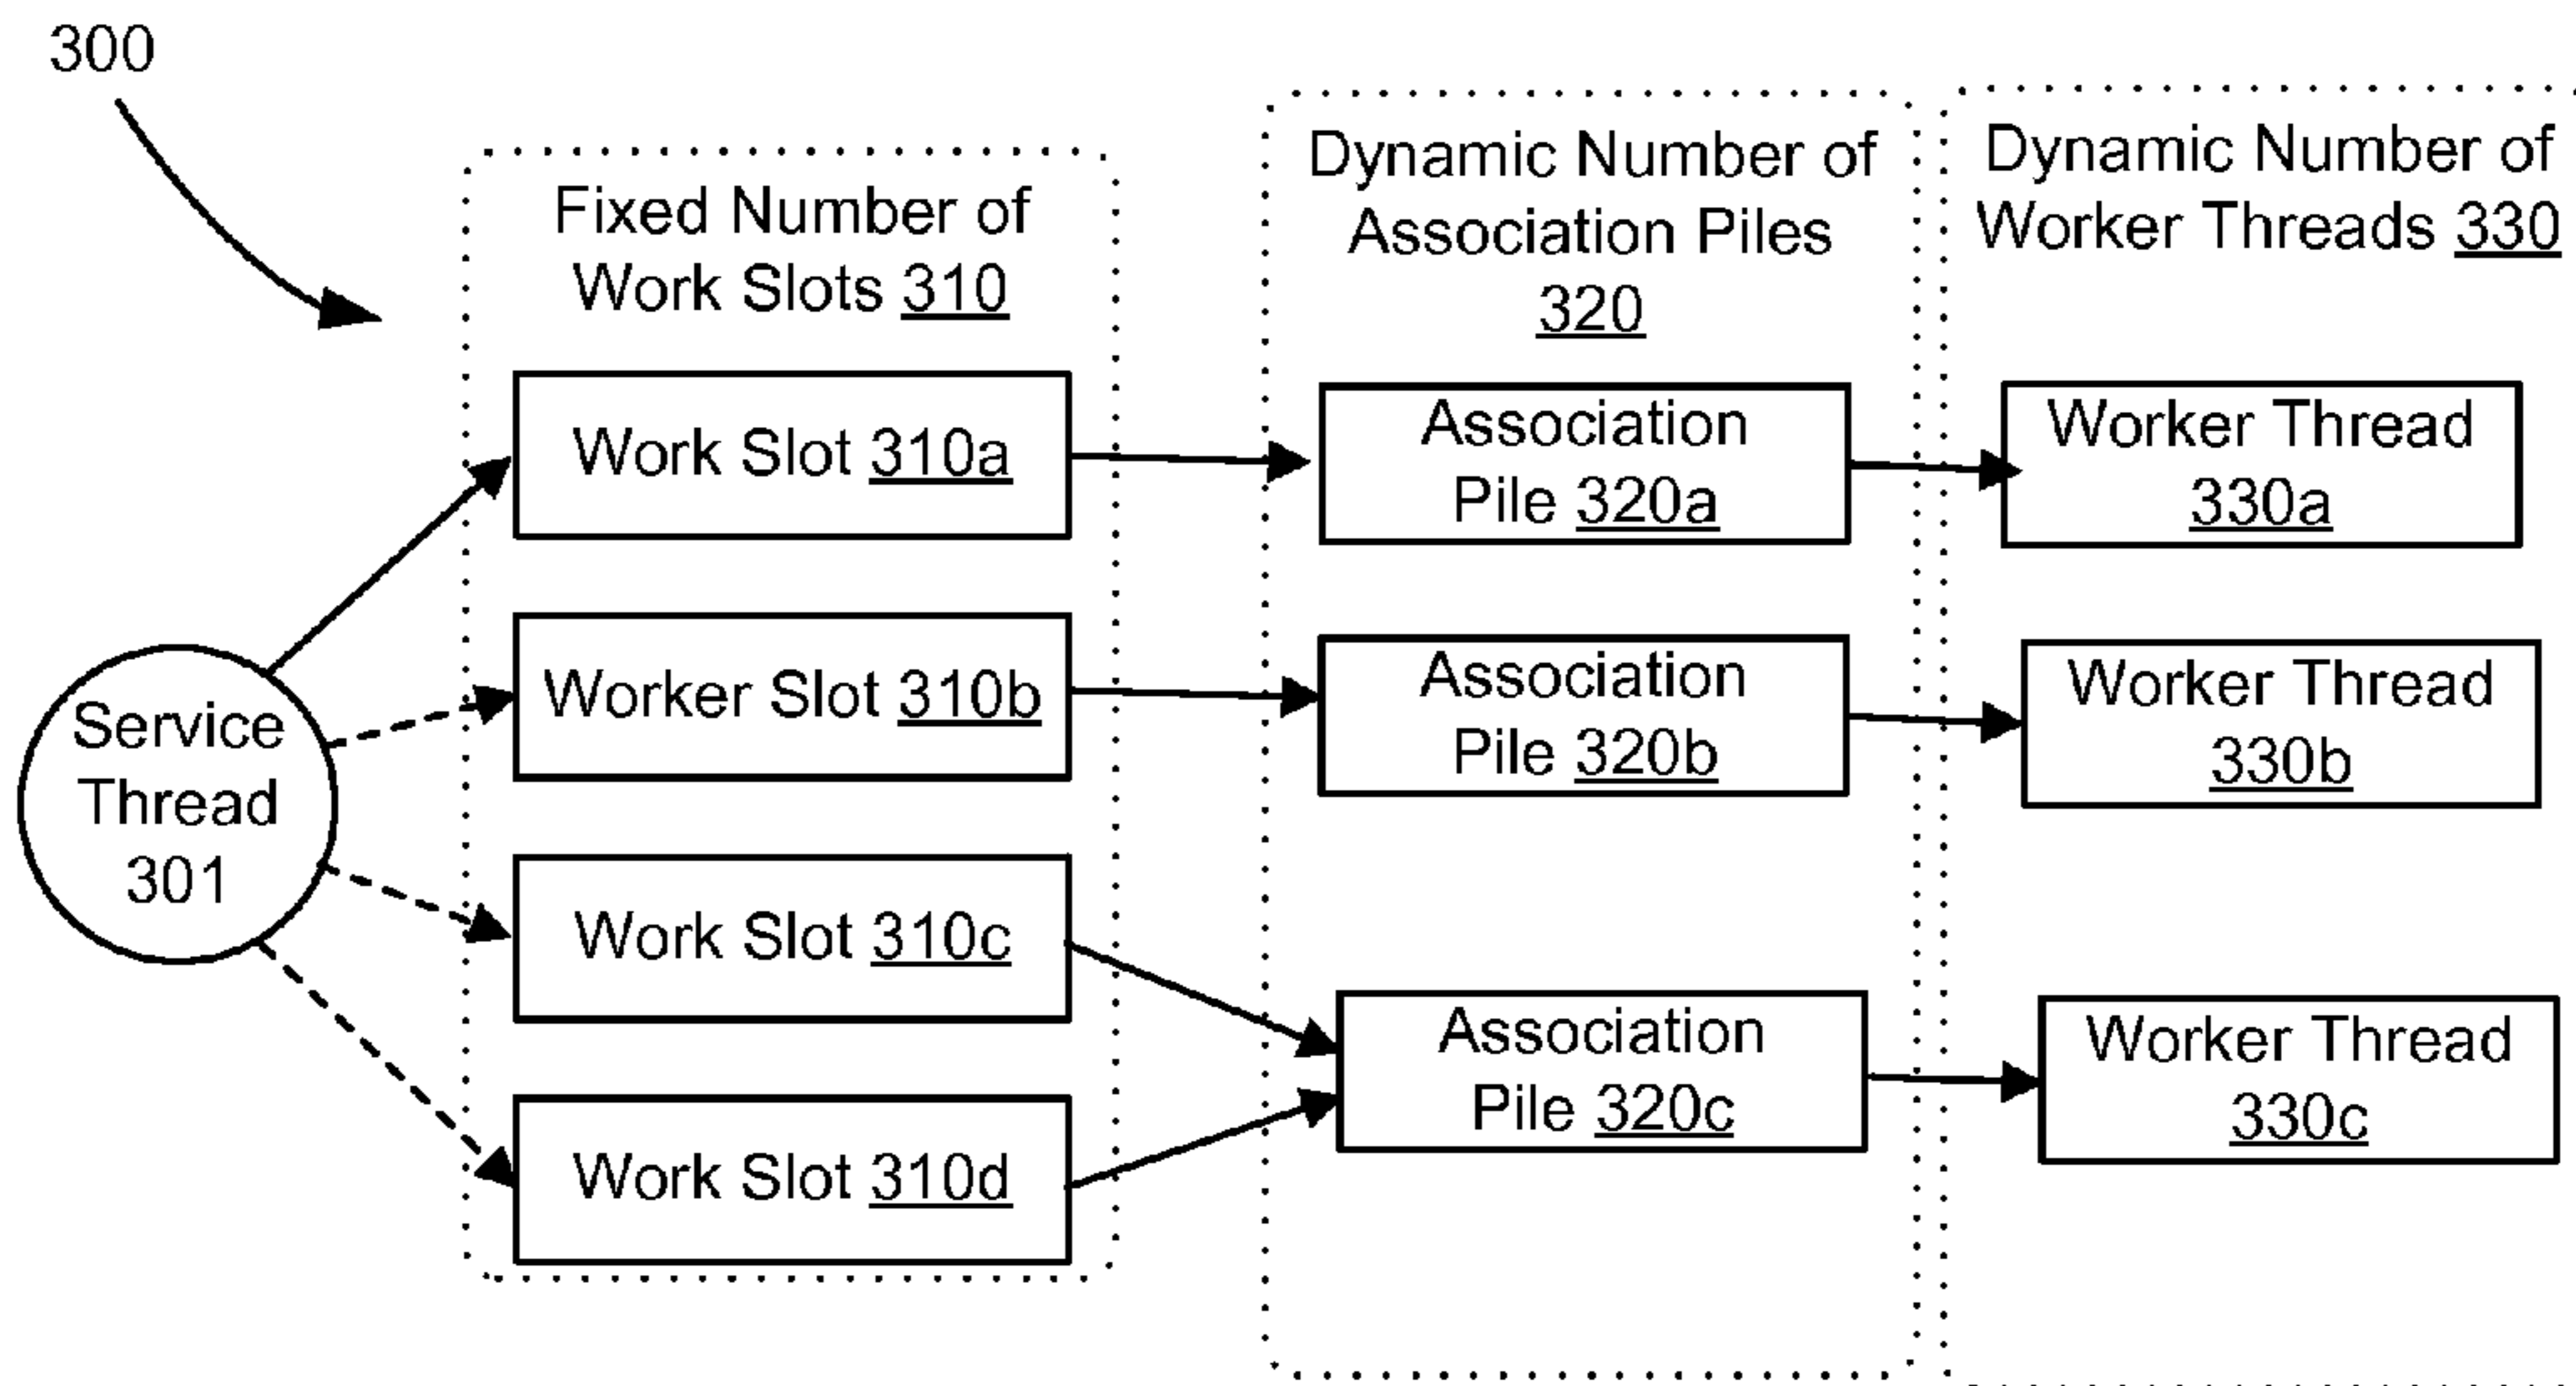 300
Fixed Number of
Work Slots 310
Dynamic Number of
Association Piles
320
Dynamic Number of
Worker Threads 330
Service
Thread
301
Work Slot 310a
Worker Slot 310b
Work Slot 310c
Work Slot 310d
Association
Pile 320a
Association
Pile 320b
Association
Pile 320c
Worker Thread
330a
Worker Thread
330b
Worker Thread
330c